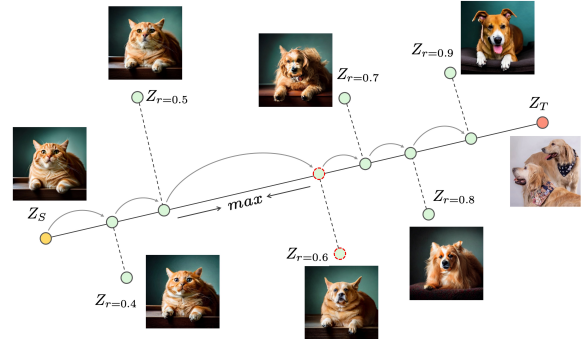 Z_{r=0.9}
Z_{r=0.5}
Z_{r=0.7}
Z_T
Z_S
max
Z_{r=0.8}
Z_{r=0.6}
Z_{r=0.4}